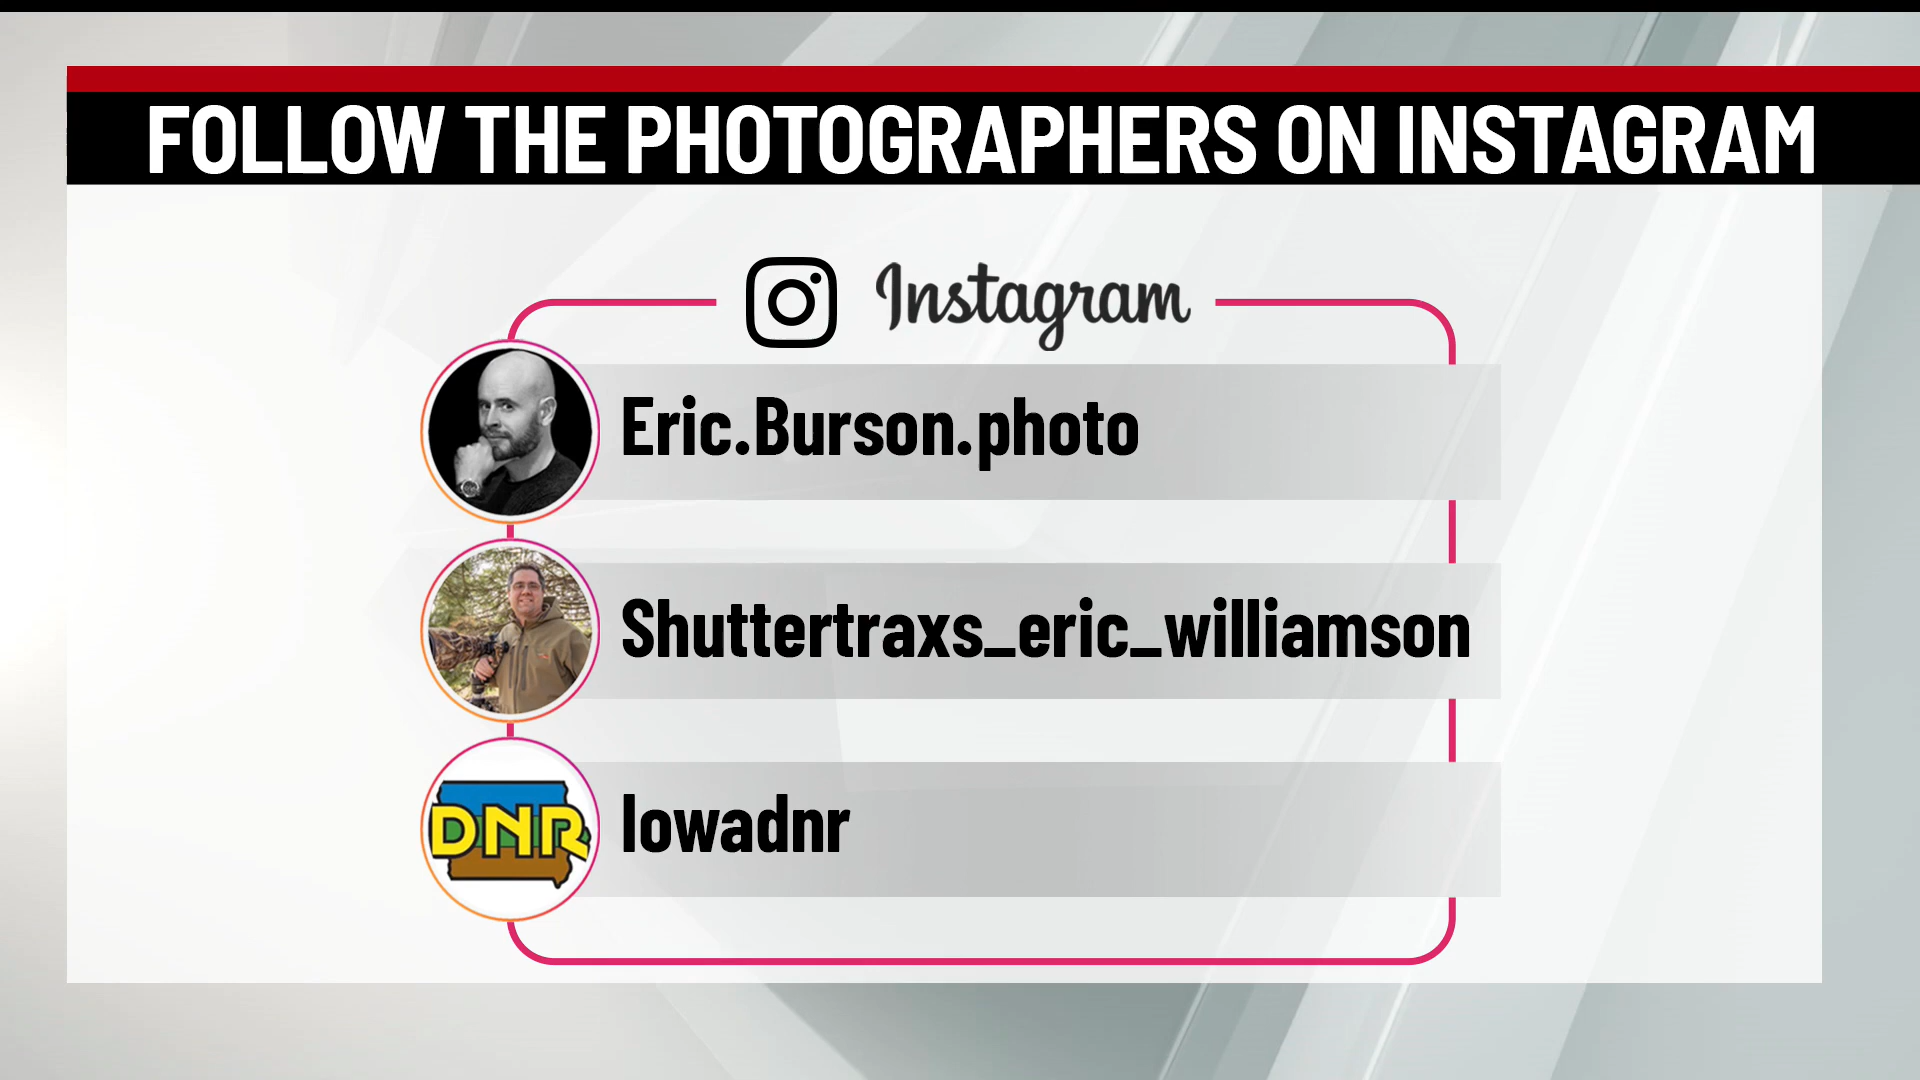 FOLLOW THE PHOTOGRAPHERS ON INSTAGRAM
Instagram
Eric.Burson.photo
Shuttertraxs_eric_williamson
DNR
Iowadnr